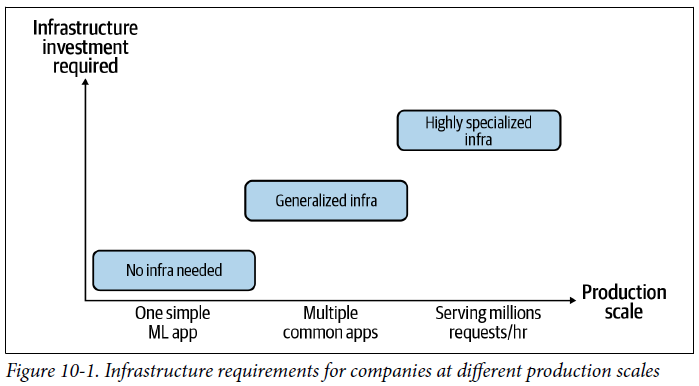 Infrastructure
investment
required
Highly specialized
infra
Generalized infra
No infra needed
One simple
ML app
Multiple
common apps
Serving millions
requests/hr
Production
scale
Figure 10-1. Infrastructure requirements for companies at different production scales